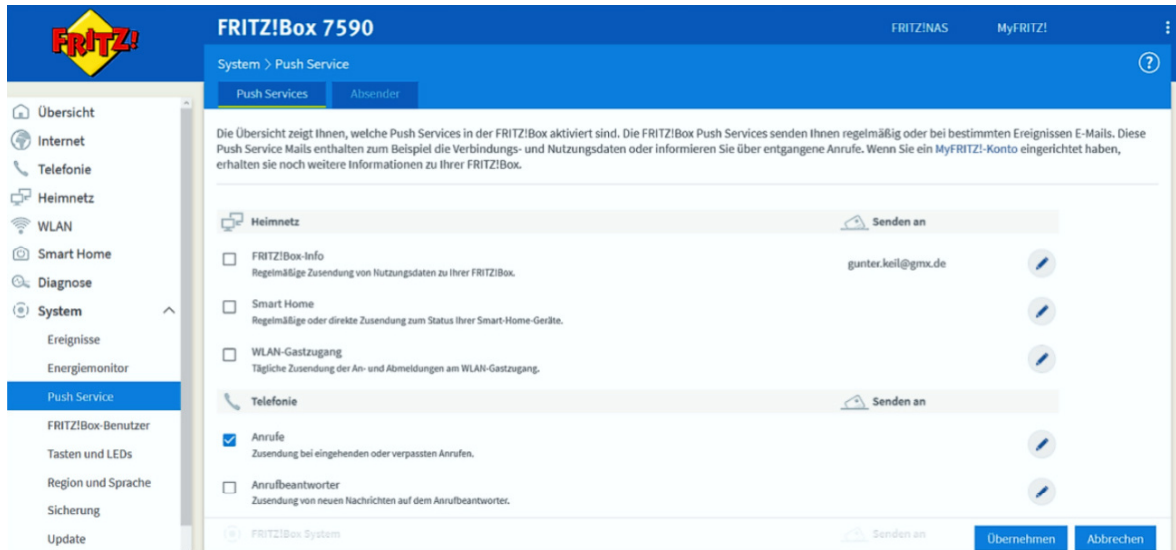 FRITZ!
FRITZ!Box 7590
FRITZ!NAS
MyFRITZ!
System > Push Service
?
Push Services
Absender
Übersicht
Internet
Telefonie
Heimnetz
WLAN
Smart Home
Diagnose
System
Ereignisse
Energiemonitor
Push Service
FRITZ!Box-Benutzer
Tasten und LEDs
Region und Sprache
Sicherung
Update
Die Übersicht zeigt Ihnen, welche Push Services in der FRITZ!Box aktiviert sind. Die FRITZ!Box Push Services senden Ihnen regelmäßig oder bei bestimmten Ereignissen E-Mails. Diese
Push Service Mails enthalten zum Beispiel die Verbindungs- und Nutzungsdaten oder informieren Sie über entgangene Anrufe. Wenn Sie ein MyFRITZ!-Konto eingerichtet haben,
erhalten sie noch weitere Informationen zu Ihrer FRITZ!Box.
Heimnetz
Senden an
FRITZ!Box-Info
Regelmäßige Zusendung von Nutzungsdaten zu Ihrer FRITZ!Box.
gunter.keil@gmx.de
Smart Home
Regelmäßige oder direkte Zusendung zum Status Ihrer Smart-Home-Geräte.
WLAN-Gastzugang
Tägliche Zusendung der An- und Abmeldungen am WLAN-Gastzugang.
Telefonie
Senden an
Anrufe
Zusendung bei eingehenden oder verpassten Anrufen.
Anrufbeantworter
Zusendung von neuen Nachrichten auf dem Anrufbeantworter.
FRITZ!Box System
Senden an
Übernehmen
Abbrechen